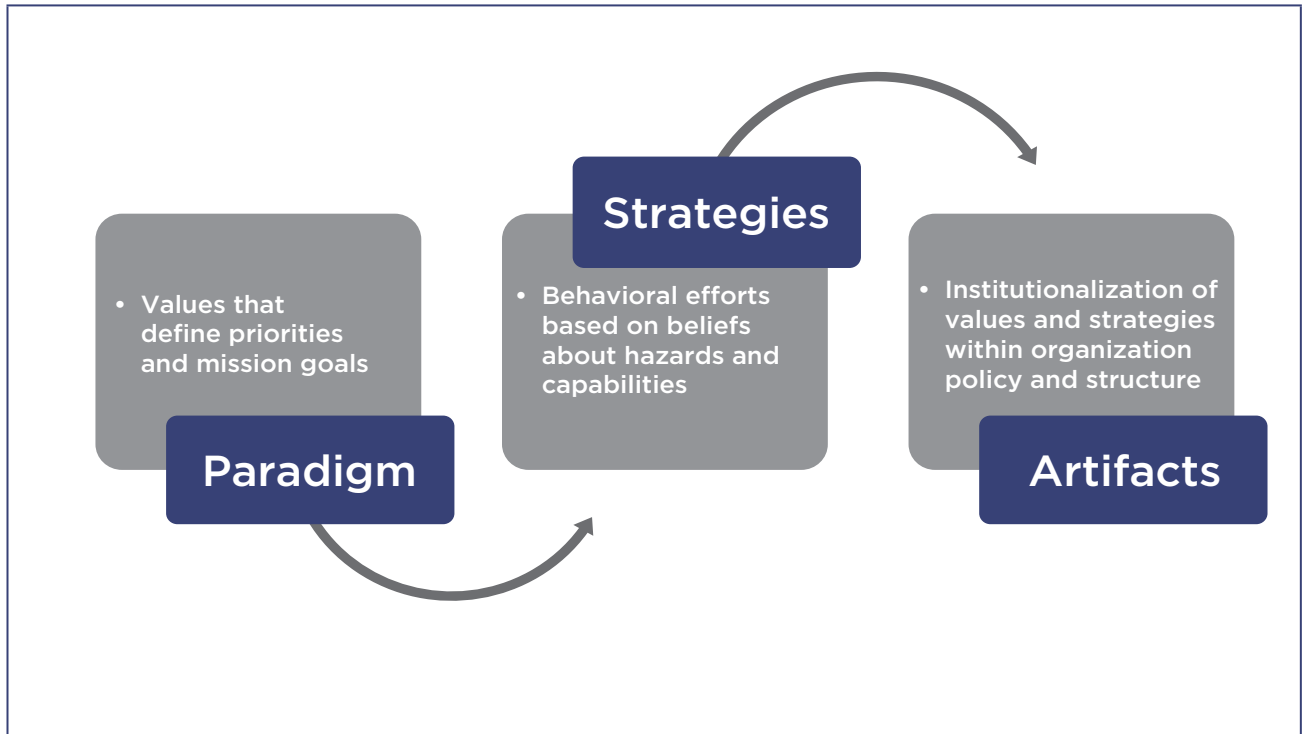 • Values that
define priorities
and mission goals
Paradigm
Strategies
• Behavioral efforts
based on beliefs
about hazards and
capabilities
• Institutionalization of
values and strategies
within organization
policy and structure
Artifacts